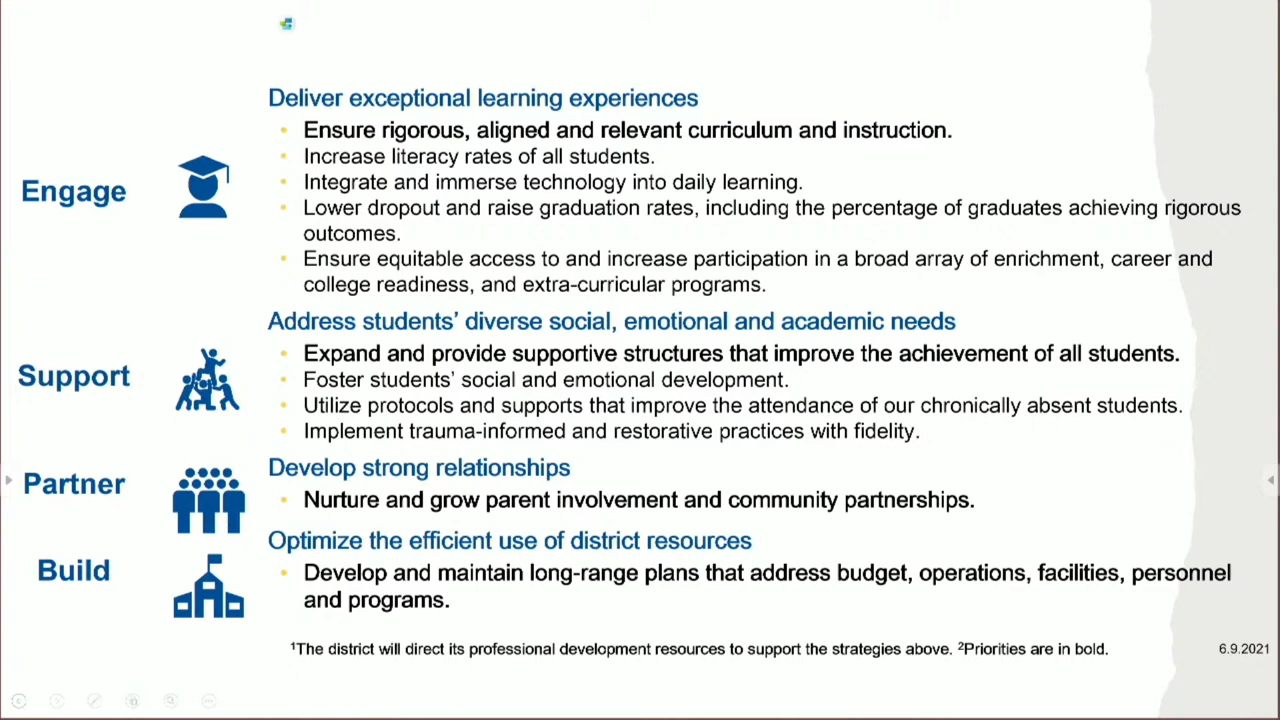 Deliver exceptional learning experiences
• Ensure rigorous, aligned and relevant curriculum and instruction.
• Increase literacy rates of all students.
Engage
• Integrate and immerse technology into daily learning.
• Lower dropout and raise graduation rates, including the percentage of graduates achieving rigorous
outcomes.
• Ensure equitable access to and increase participation in a broad array of enrichment, career and
college readiness, and extra-curricular programs.
Address students’ diverse social, emotional and academic needs
• Expand and provide supportive structures that improve the achievement of all students.
Support
• Foster students’ social and emotional development.
• Utilize protocols and supports that improve the attendance of our chronically absent students.
• Implement trauma-informed and restorative practices with fidelity.
Develop strong relationships
Partner
• Nurture and grow parent involvement and community partnerships.
Optimize the efficient use of district resources
Build
• Develop and maintain long-range plans that address budget, operations, facilities, personnel
and programs.
¹The district will direct its professional development resources to support the strategies above. ²Priorities are in bold.
6.9.2021